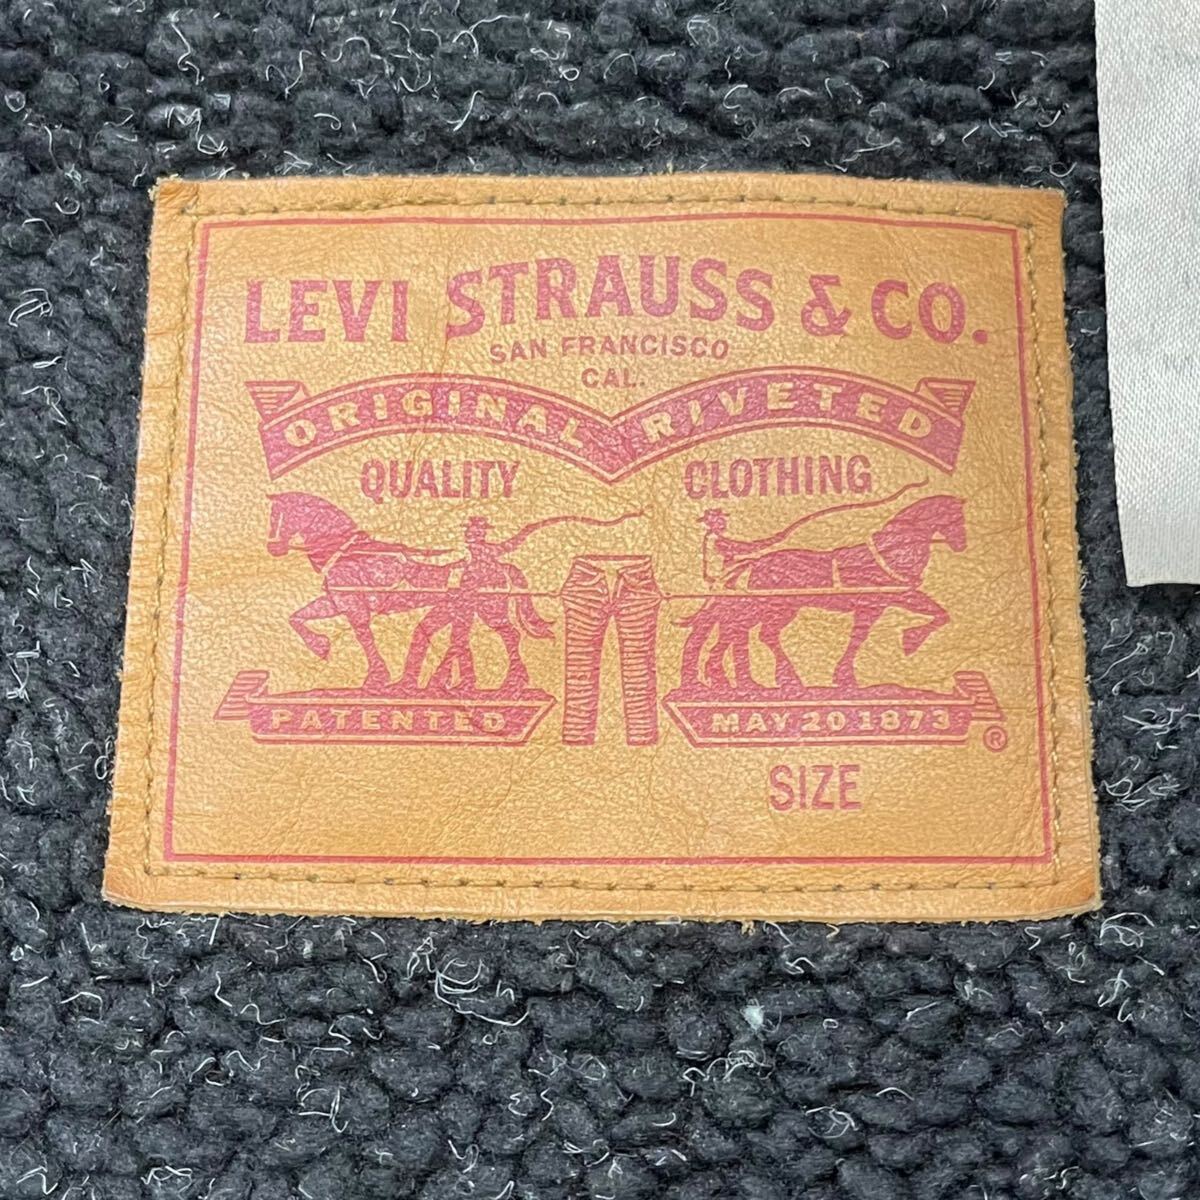 LEVI STRAUSS & CO.
SAN FRANCISCO
CAL.
ORIGINAL RIVETED
QUALITY CLOTHING
PATENTED MAY 20 1873
®
SIZE